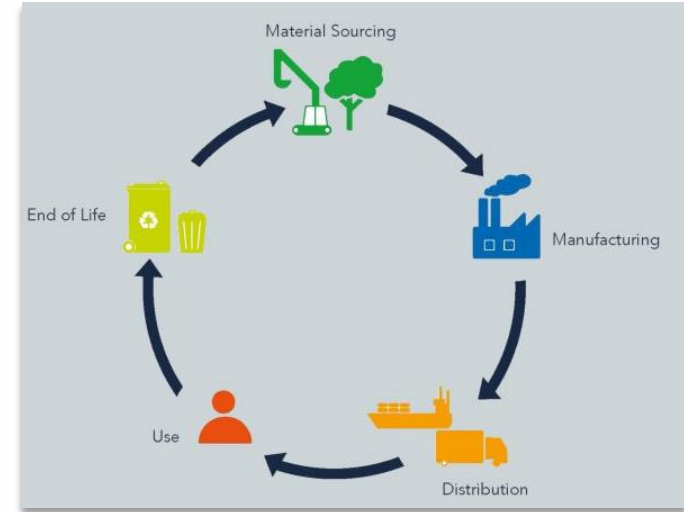 Material Sourcing
Manufacturing
Distribution
Use
End of Life